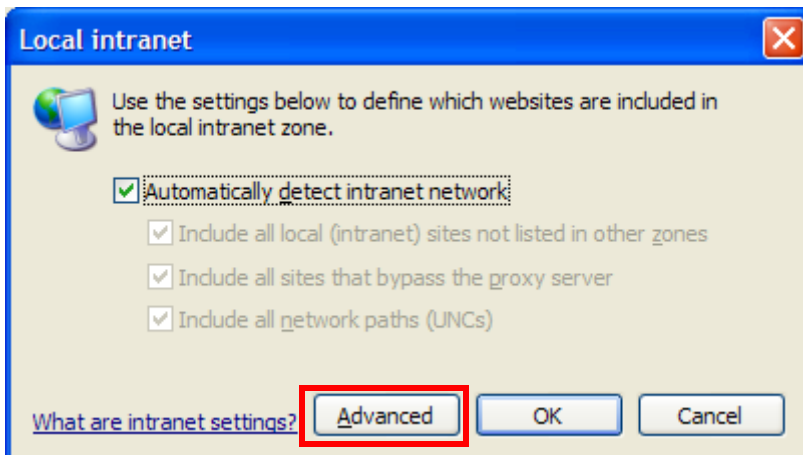 Local intranet
Use the settings below to define which websites are included in
the local intranet zone.
Automatically detect intranet network
Include all local (intranet) sites not listed in other zones
Include all sites that bypass the proxy server
Include all network paths (UNCs)
What are intranet settings? Advanced OK Cancel